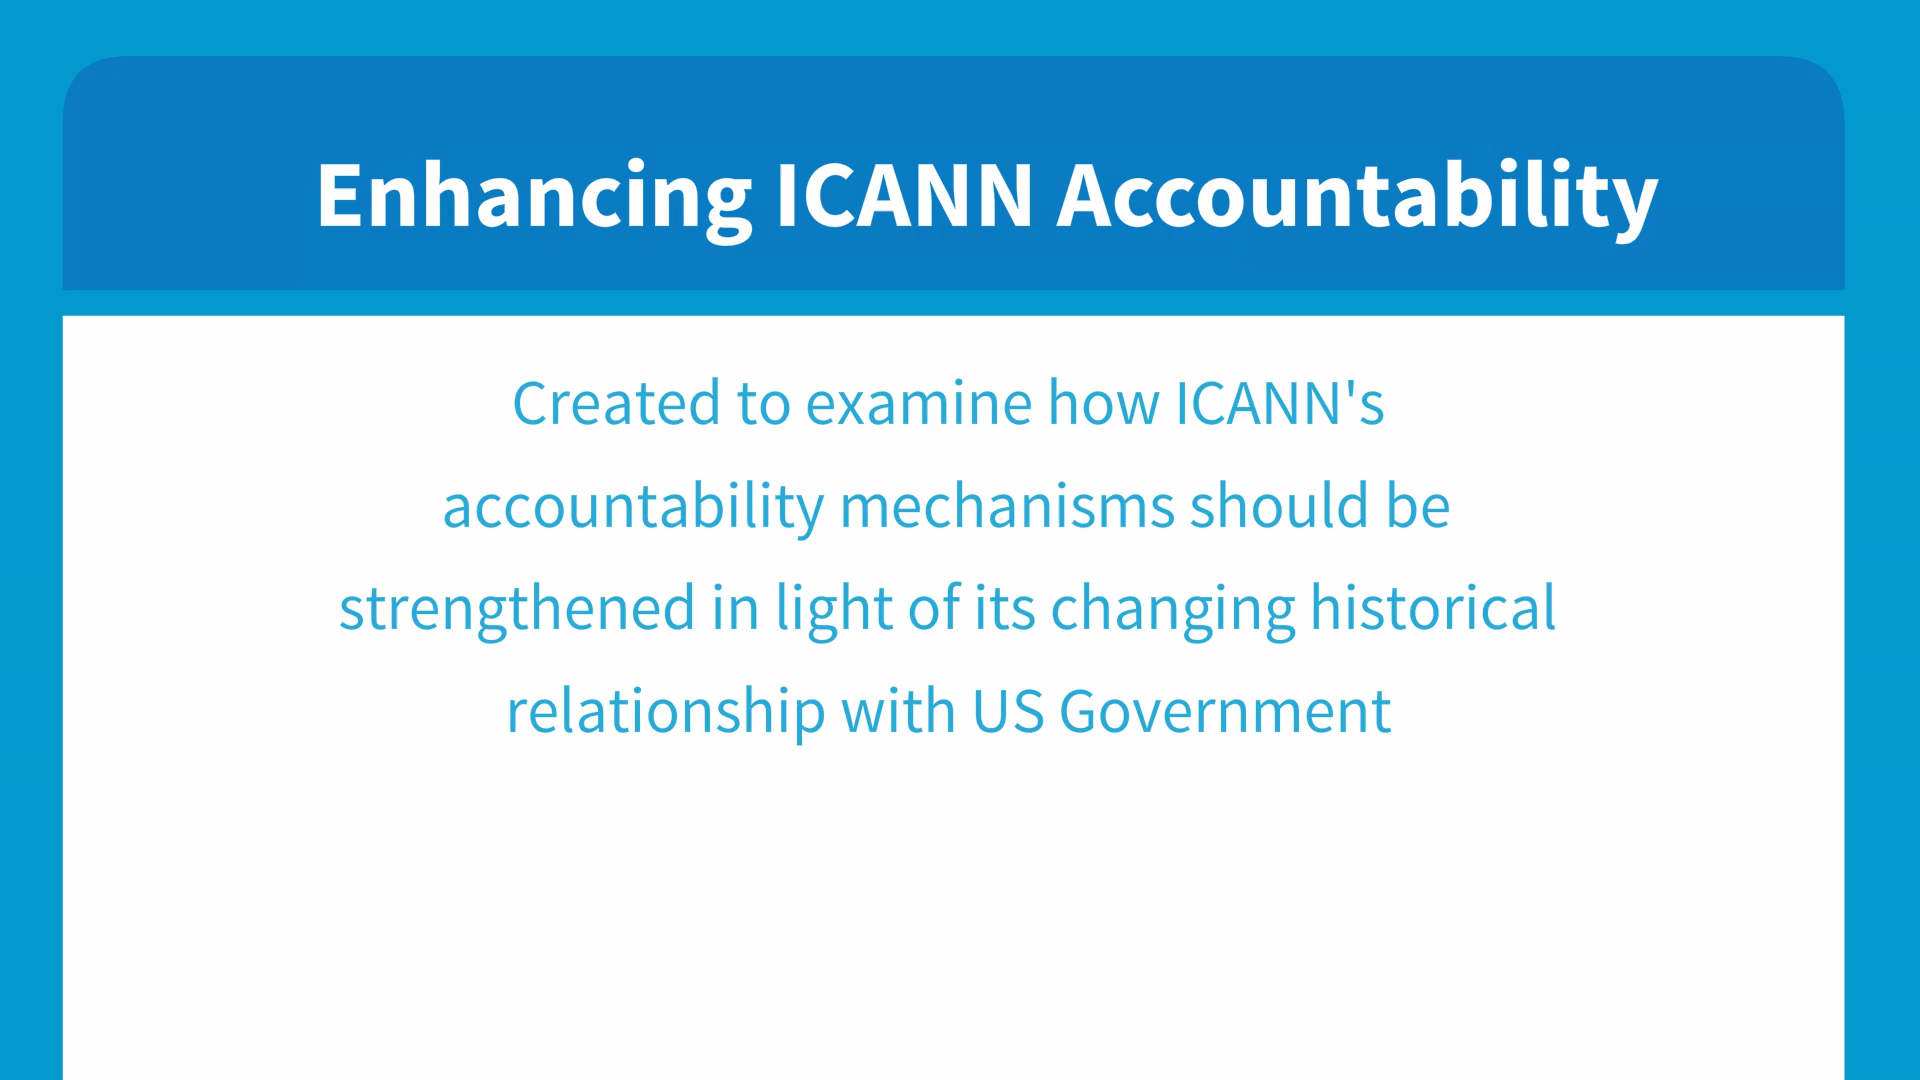 Enhancing ICANN Accountability
Created to examine how ICANN's
accountability mechanisms should be
strengthened in light of its changing historical
relationship with US Government